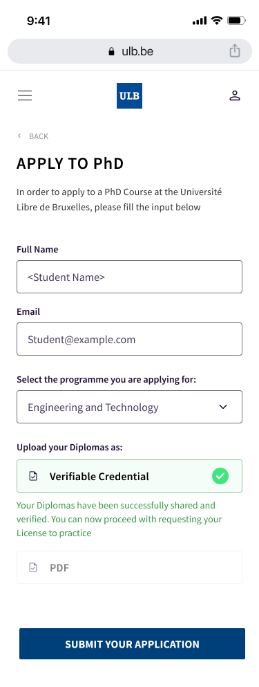 9:41
ulb.be
ULB
BACK
APPLY TO PhD
In order to apply to a PhD Course at the Université
Libre de Bruxelles, please fill the input below
Full Name
<Student Name>
Email
Student@example.com
Select the programme you are applying for:
Engineering and Technology
Upload your Diplomas as:
Verifiable Credential
Your Diplomas have been successfully shared and
verified. You can now proceed with requesting your
License to practice
PDF
SUBMIT YOUR APPLICATION